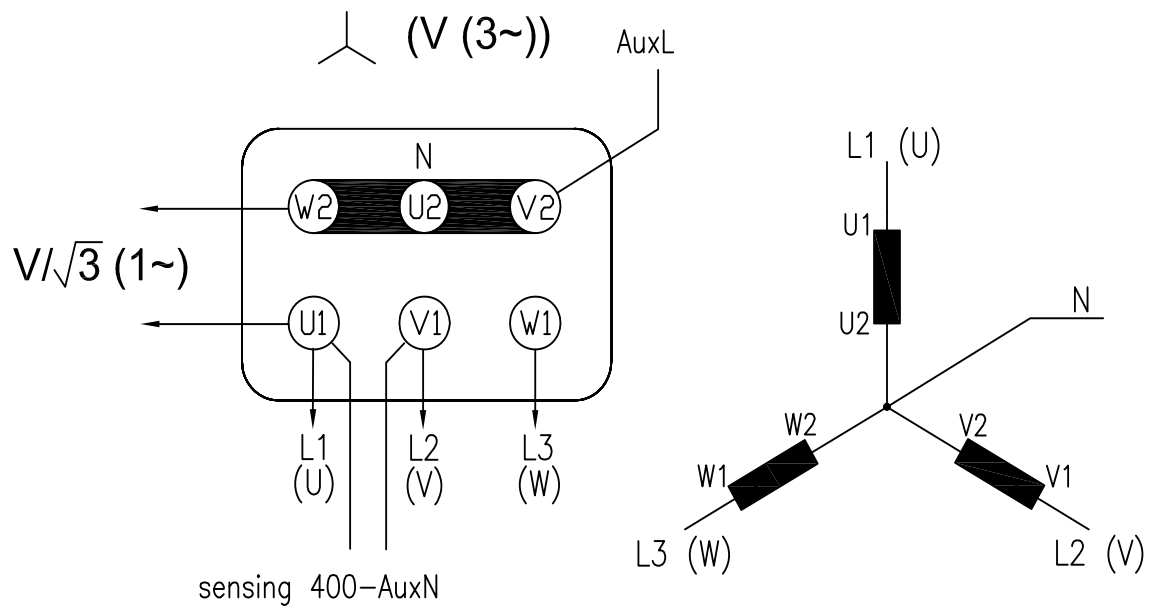 (V (3~))
AuxL
N
W2 U2 V2
V/√3 (1~)
U1 V1 W1
L1 L2 L3
(U) (V) (W)
sensing 400-AuxN
L1 (U)
U1
U2
N
W2 V2
W1 V1
L3 (W) L2 (V)